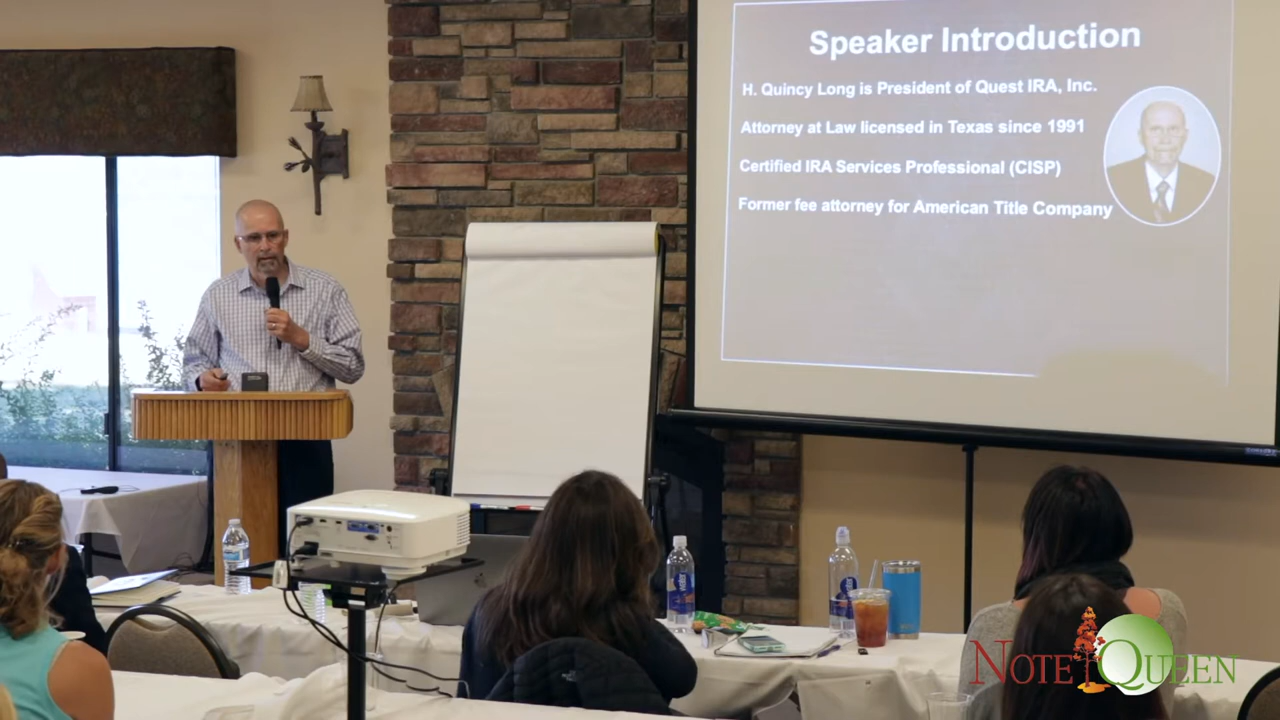 Speaker Introduction
H. Quincy Long is President of Quest IRA, Inc.
Attorney at Law licensed in Texas since 1991
Certified IRA Services Professional (CISP)
Former fee attorney for American Title Company
NOTE QUEEN